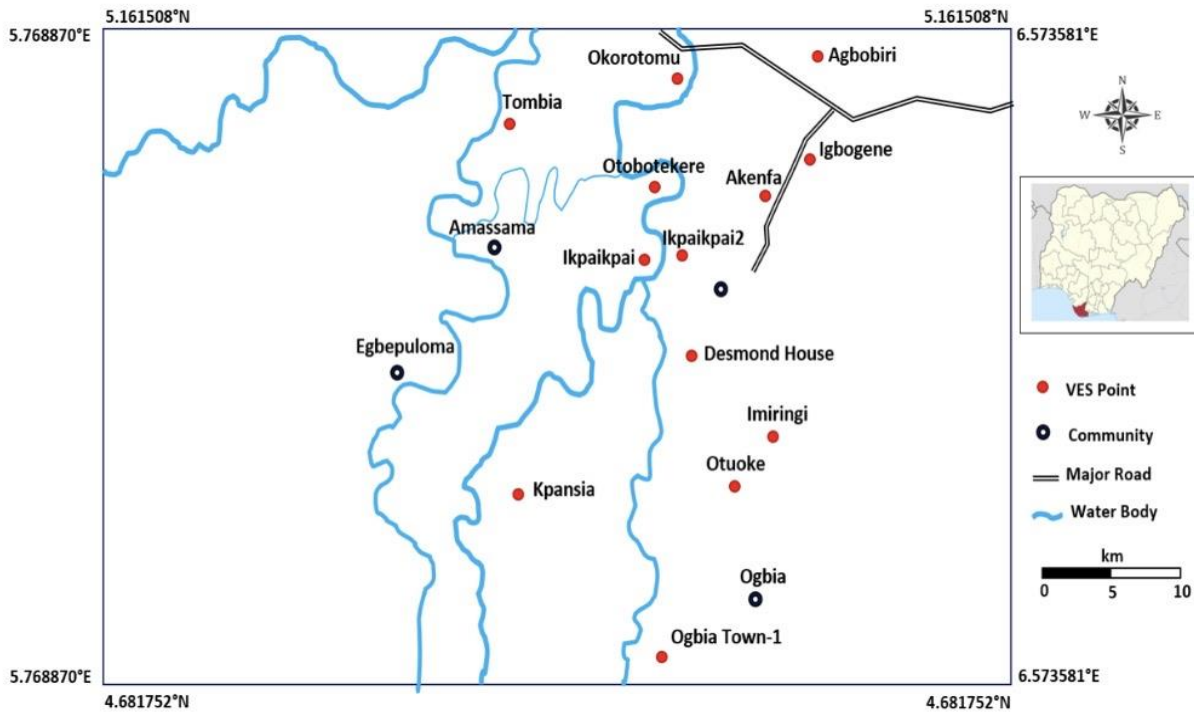 5.161508°N
5.161508°N
5.768870°E
6.573581°E
Okorotomu
Agbobiri
Tombia
N
W
E
S
Igbogene
Otobotekere
Akenfa
Amassama
Ikpaikpai2
Ikpaikpai
Egbepuloma
Desmond House
VES Point
Imiringi
Community
Otuoke
Major Road
Kpansia
Water Body
km
0 5 10
Ogbia
Ogbia Town-1
5.768870°E
6.573581°E
4.681752°N
4.681752°N